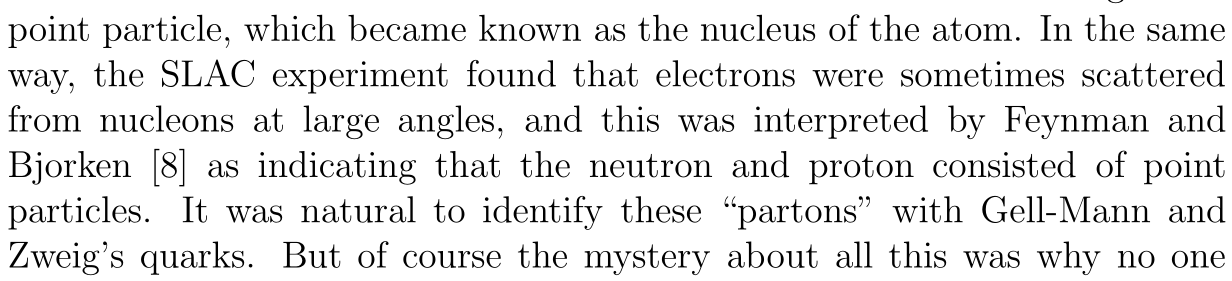 point particle, which became known as the nucleus of the atom. In the same
way, the SLAC experiment found that electrons were sometimes scattered
from nucleons at large angles, and this was interpreted by Feynman and
Bjorken [8] as indicating that the neutron and proton consisted of point
particles. It was natural to identify these “partons” with Gell-Mann and
Zweig’s quarks. But of course the mystery about all this was why no one